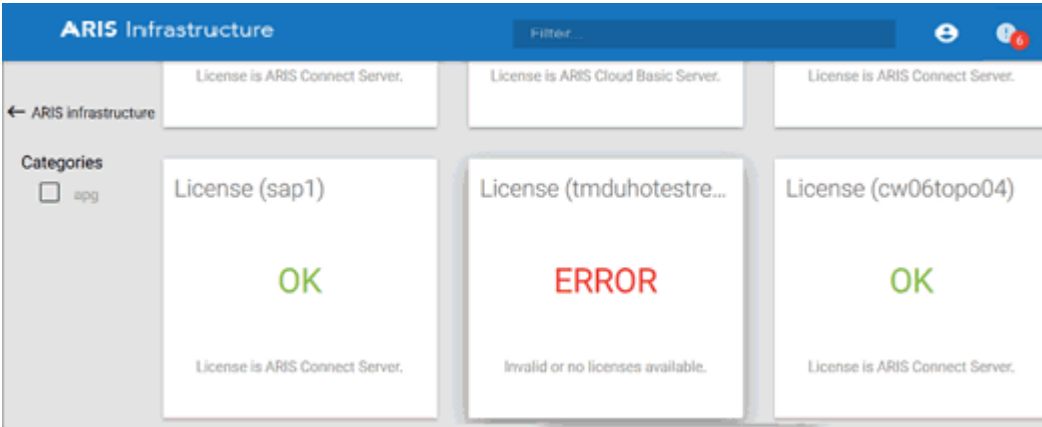 ARIS Infrastructure
Filter...
6
License is ARIS Connect Server.
License is ARIS Cloud Basic Server.
License is ARIS Connect Server.
← ARIS infrastructure
Categories
apg
License (sap1)
OK
License is ARIS Connect Server.
License (tmduhotestre...
ERROR
Invalid or no licenses available.
License (cw06topo04)
OK
License is ARIS Connect Server.